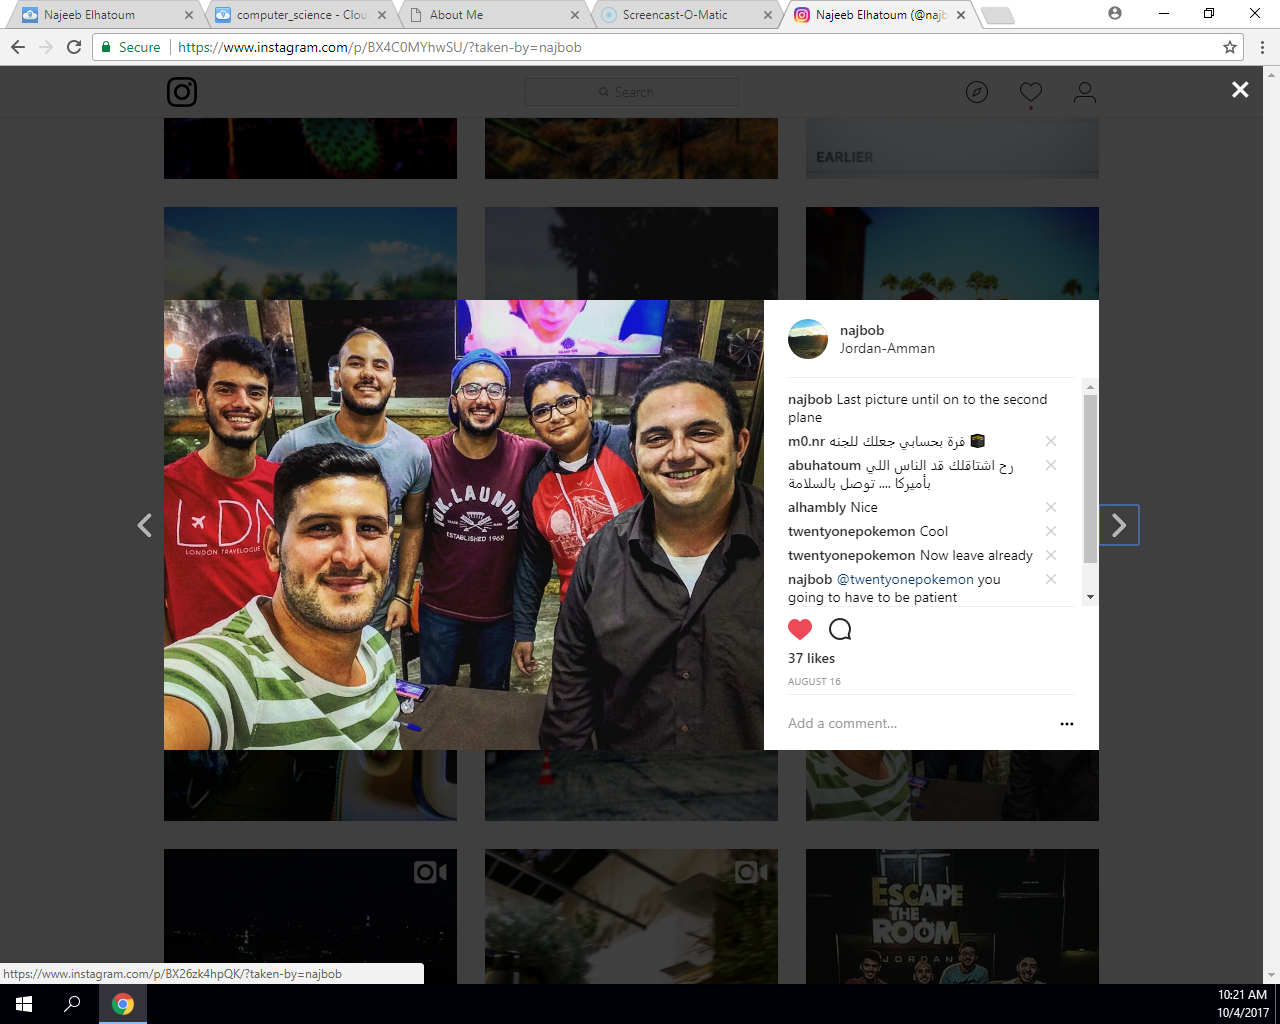 Najeeb Elhatoum
computer_science - Clou
About Me
Screencast-O-Matic
Najeeb Elhatoum (@najb
Secure
https://www.instagram.com/p/BX4C0MYhwSU/?taken-by=najbob
Search
EARLIER
LDN
LONDON TRAVELOGUE
UK.LAUNDRY
TRADE MARK
ESTABLISHED 1968
najbob
Jordan-Amman
najbob Last picture until on to the second
plane
m0.nr فرة بحسابي جعلك للجنه 🕋
abuhatoum رح اشتاقلك قد الناس اللي
بأميركا .... توصل بالسلامة
alhambly Nice
twentyonepokemon Cool
twentyonepokemon Now leave already
najbob @twentyonepokemon you
going to have to be patient
37 likes
AUGUST 16
Add a comment...
ESCAPE
THE
ROOM
JORDAN
https://www.instagram.com/p/BX26zk4hpQK/?taken-by=najbob
10:21 AM
10/4/2017